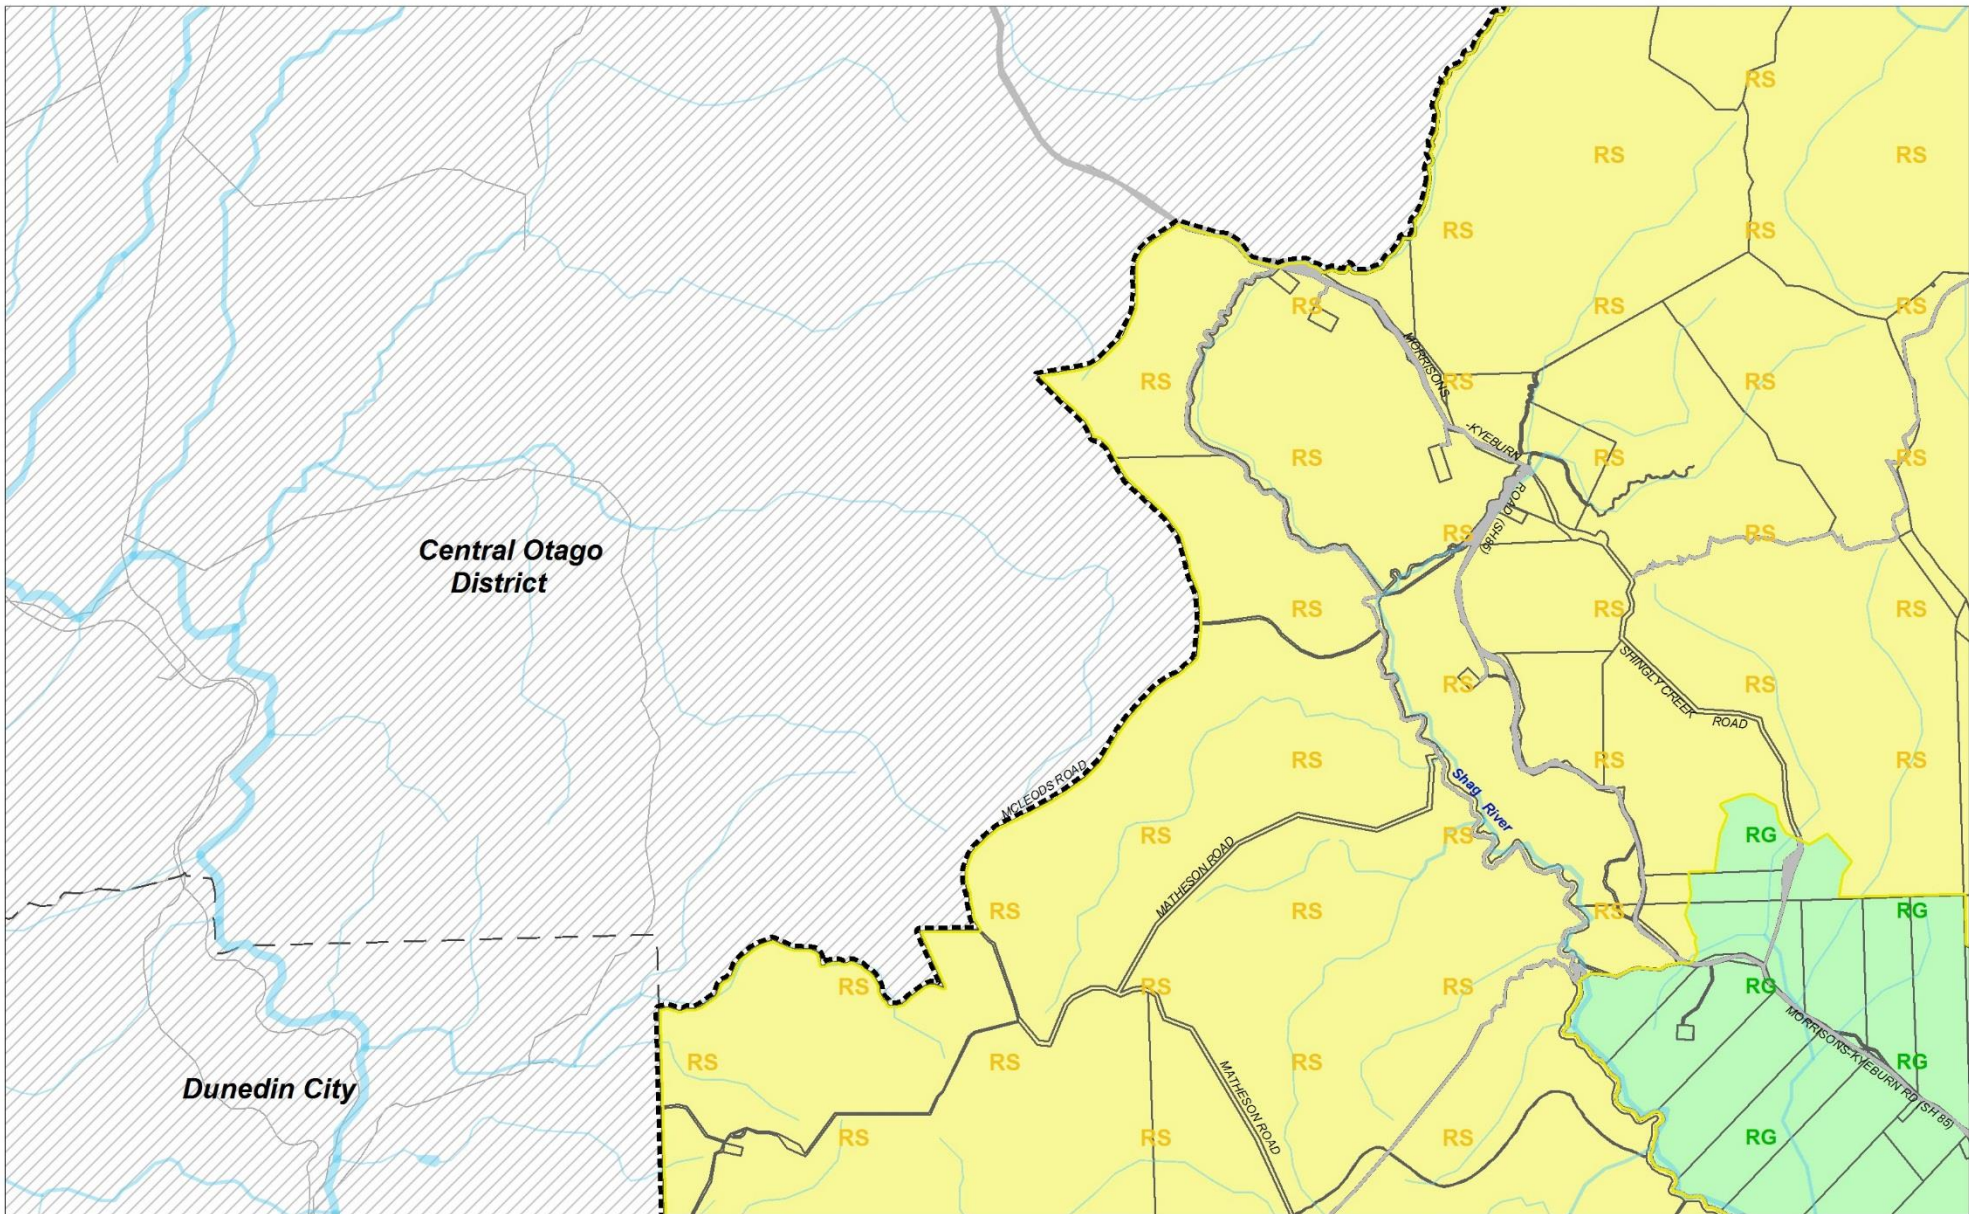 RS
RS RS
RS RS
RS RS RS
MORRISONS
RS RS RS
-KYEBURN
RS RS RS
ROAD (SH86)
RS RS
Central Otago
District
RS RS RS
SHINGLY CREEK ROAD
RS RS
RS RS RS
MCLEODS ROAD
Shag River
RS RS RG
MATHESON ROAD
RS RS RS RG
RS RS RS RG
MORRISONS-KYEBURN RD (SH 85)
RS RS RS RG
Dunedin City
MATHESON ROAD
RS RS RS RG